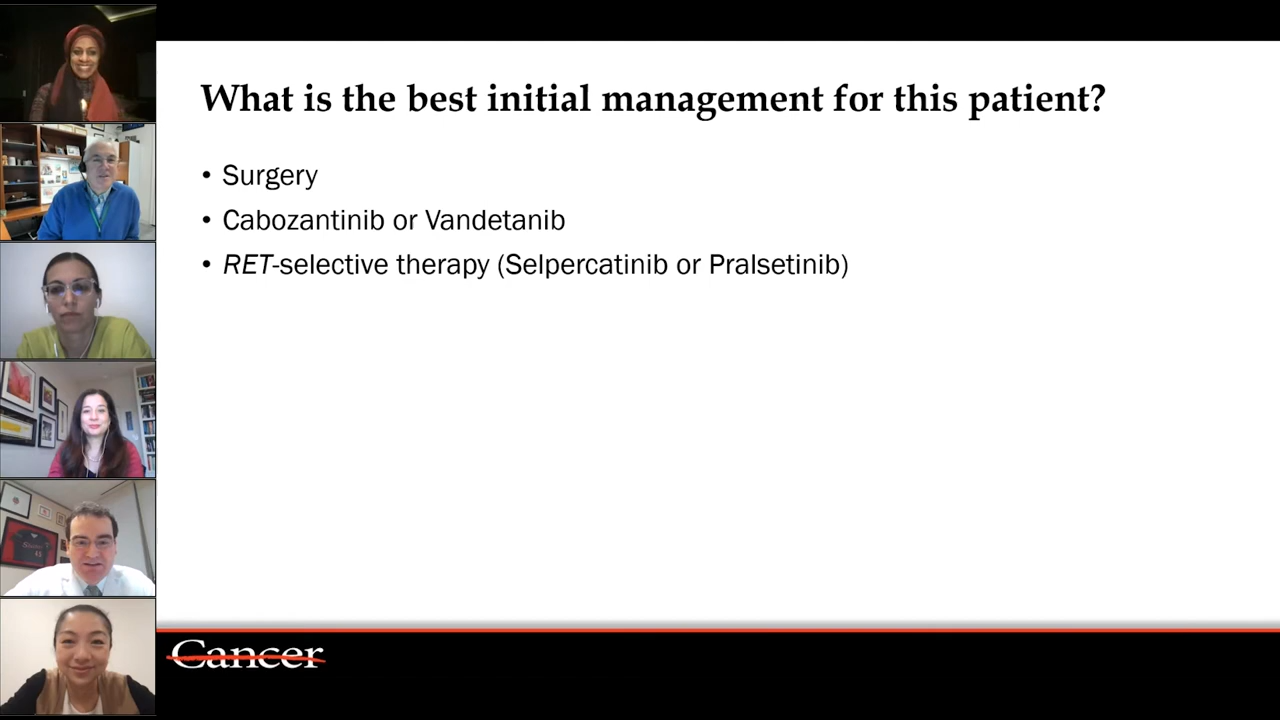 What is the best initial management for this patient?
• Surgery
• Cabozantinib or Vandetanib
• RET-selective therapy (Selpercatinib or Pralsetinib)
Cancer